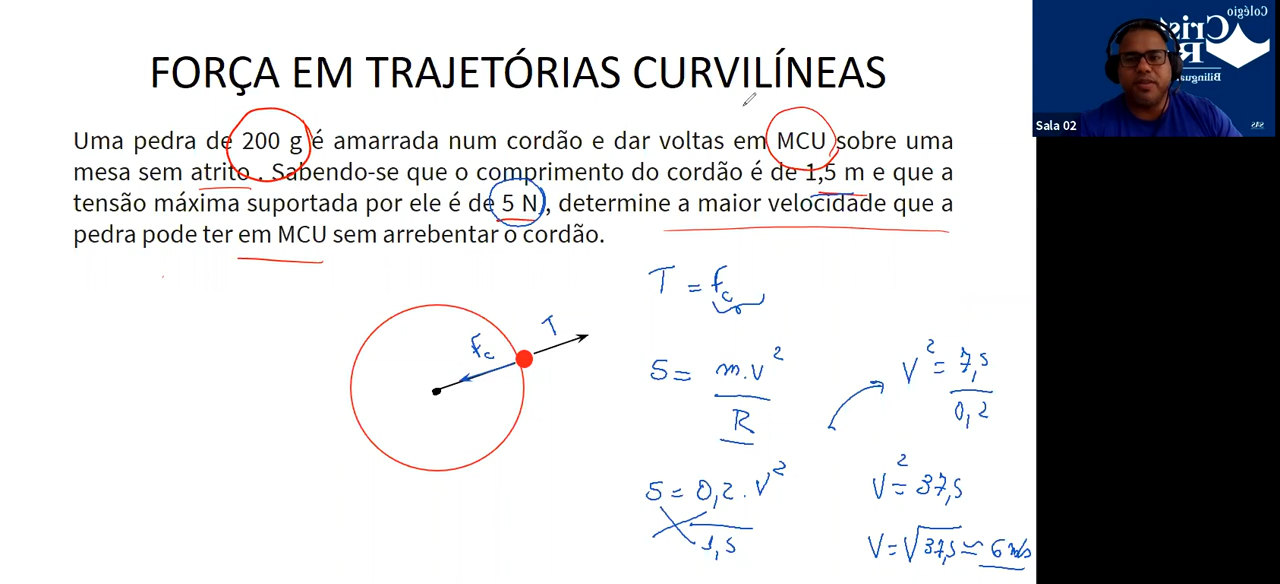 FORÇA EM TRAJETÓRIAS CURVILÍNEAS
Uma pedra de 200 g é amarrada num cordão e dar voltas em MCU sobre uma
mesa sem atrito . Sabendo-se que o comprimento do cordão é de 1,5 m e que a
tensão máxima suportada por ele é de 5 N , determine a maior velocidade que a
pedra pode ter em MCU sem arrebentar o cordão.
T = Fc
5 = m.V²
R
5 = 0,2 . V²
1,5
V² = 7,5
0,2
V² = 37,5
V = √37,5 ≃ 6 m/s
Fc
T
Colégio
Cris
R
Bilingu
Sala 02
SAS